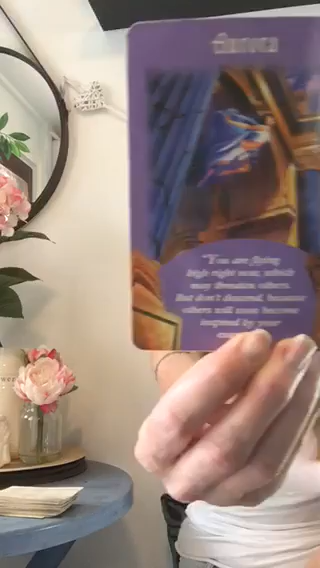 "You are flying
high right now, which
may threaten others.
But don't descend, because
others will soon become
inspired by your